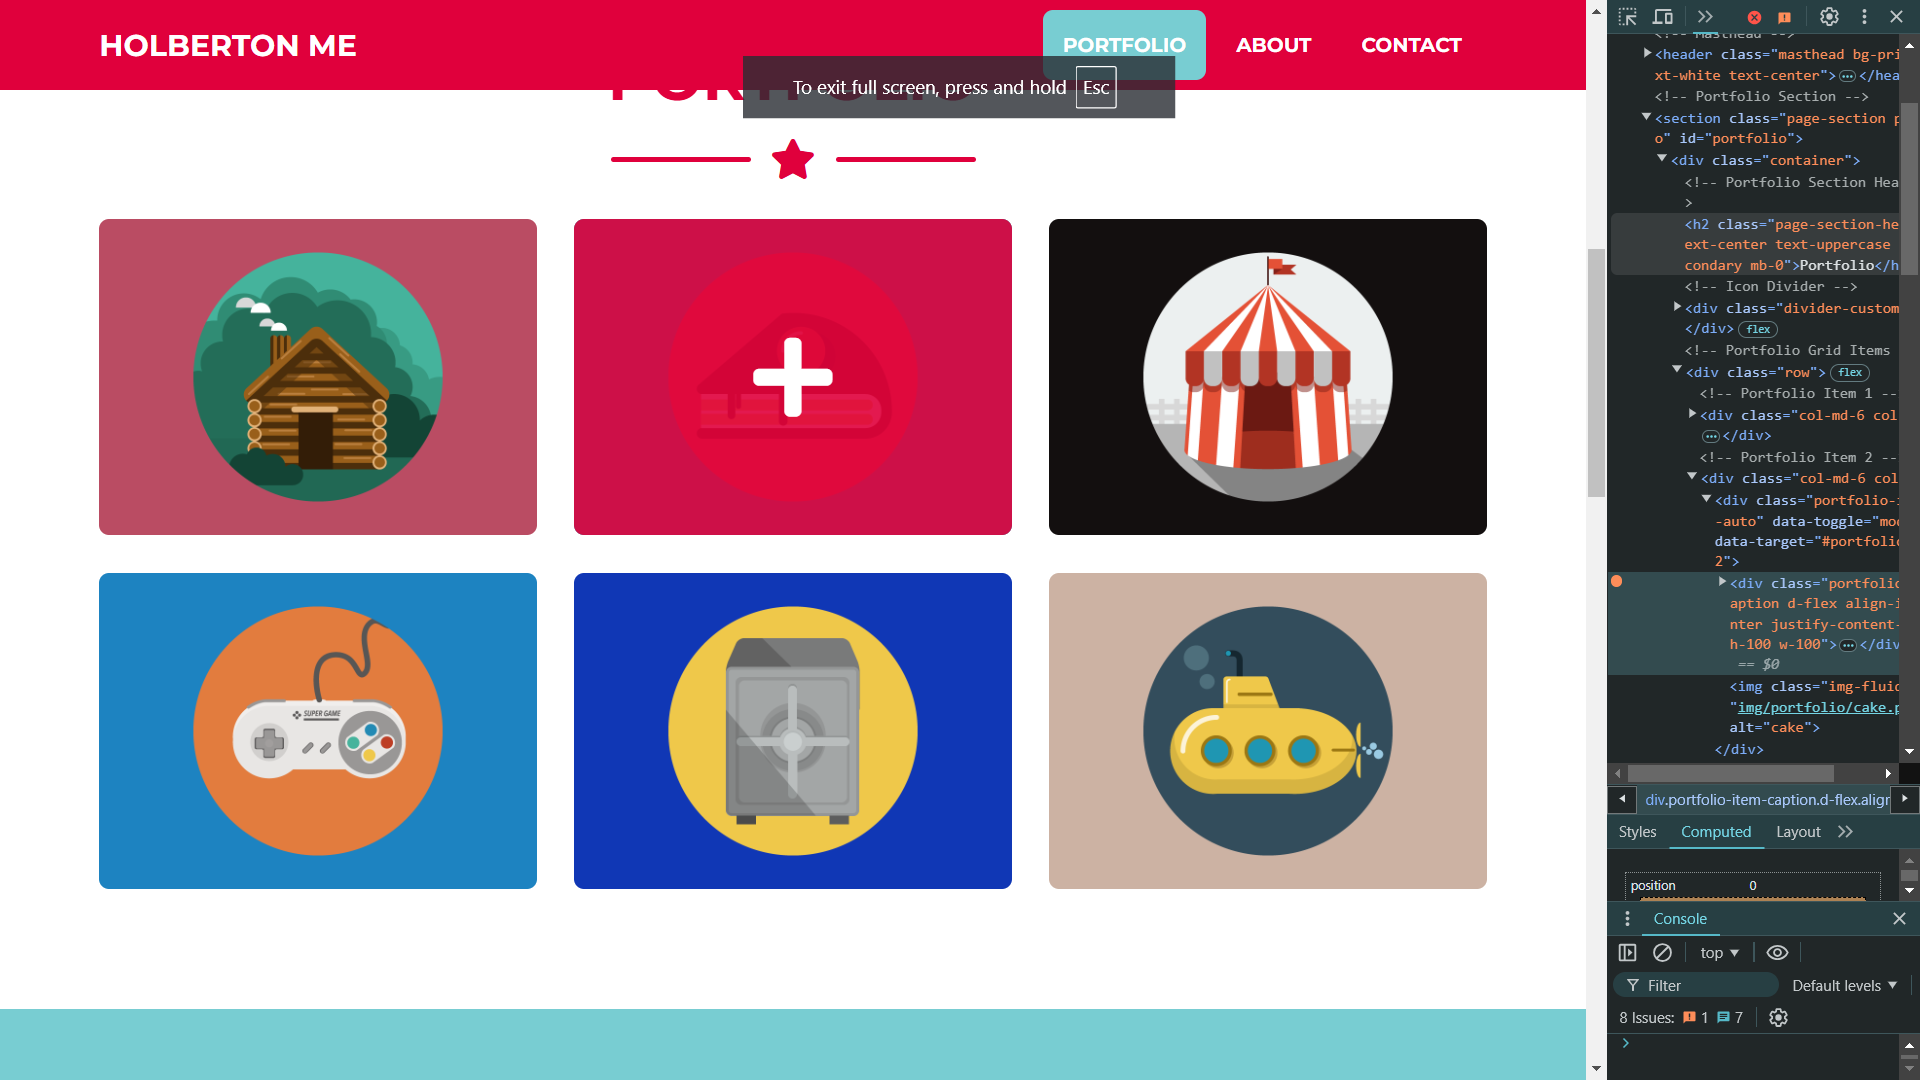 HOLBERTON ME
PORTFOLIO
ABOUT
CONTACT
To exit full screen, press and hold Esc
SUPER GAME
<header class="masthead bg-pri
xt-white text-center"> </hea
<!-- Portfolio Section -->
<section class="page-section p
o" id="portfolio">
<div class="container">
<!-- Portfolio Section Hea
>
<h2 class="page-section-he
ext-center text-uppercase
condary mb-0">Portfolio</h
<!-- Icon Divider -->
<div class="divider-custom
</div> flex
<!-- Portfolio Grid Items
<div class="row"> flex
<!-- Portfolio Item 1 --
<div class="col-md-6 col
</div>
<!-- Portfolio Item 2 --
<div class="col-md-6 col
<div class="portfolio-i
-auto" data-toggle="mod
data-target="#portfolio
2">
<div class="portfolio
aption d-flex align-i
nter justify-content-
h-100 w-100"> </div
== $0
<img class="img-fluid
"img/portfolio/cake.p
alt="cake">
</div>
div.portfolio-item-caption.d-flex.align
Styles Computed Layout
position 0
Console
top
Filter Default levels
8 Issues: 1 7